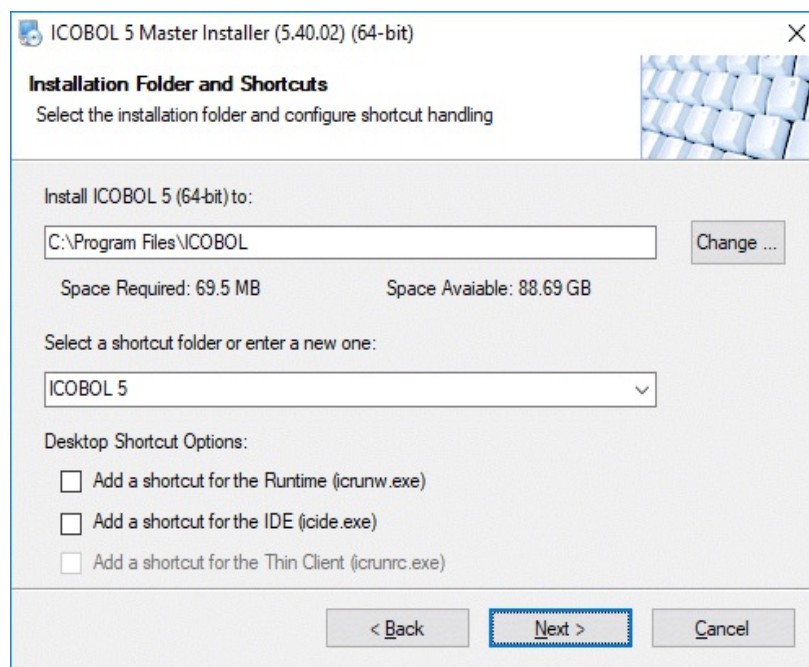 ICOBOL 5 Master Installer (5.40.02) (64-bit)
Installation Folder and Shortcuts
Select the installation folder and configure shortcut handling
Install ICOBOL 5 (64-bit) to:
C:\Program Files\ICOBOL
Change ...
Space Required: 69.5 MB Space Avaiable: 88.69 GB
Select a shortcut folder or enter a new one:
ICOBOL 5
Desktop Shortcut Options:
Add a shortcut for the Runtime (icrunw.exe)
Add a shortcut for the IDE (icide.exe)
Add a shortcut for the Thin Client (icrunrc.exe)
< Back Next > Cancel